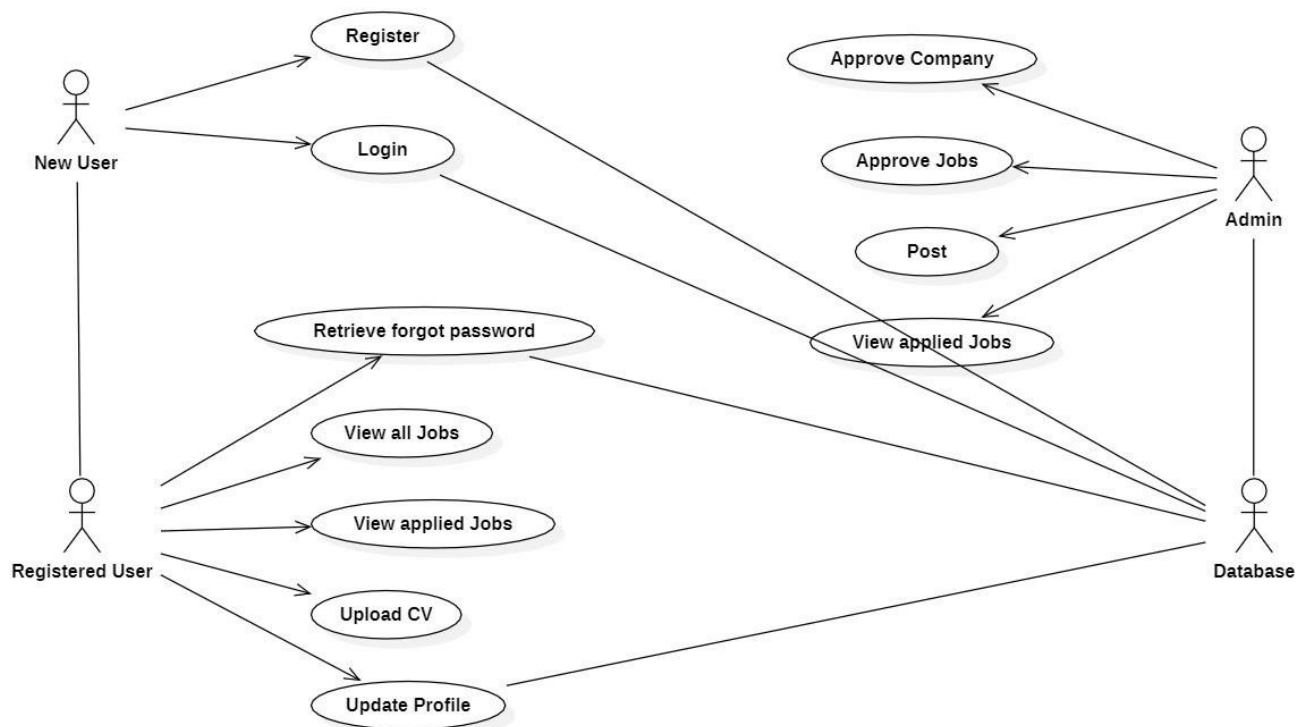 Register
Approve Company
Login
Approve Jobs
New User
Admin
Post
Retrieve forgot password
View applied Jobs
View all Jobs
View applied Jobs
Registered User
Database
Upload CV
Update Profile